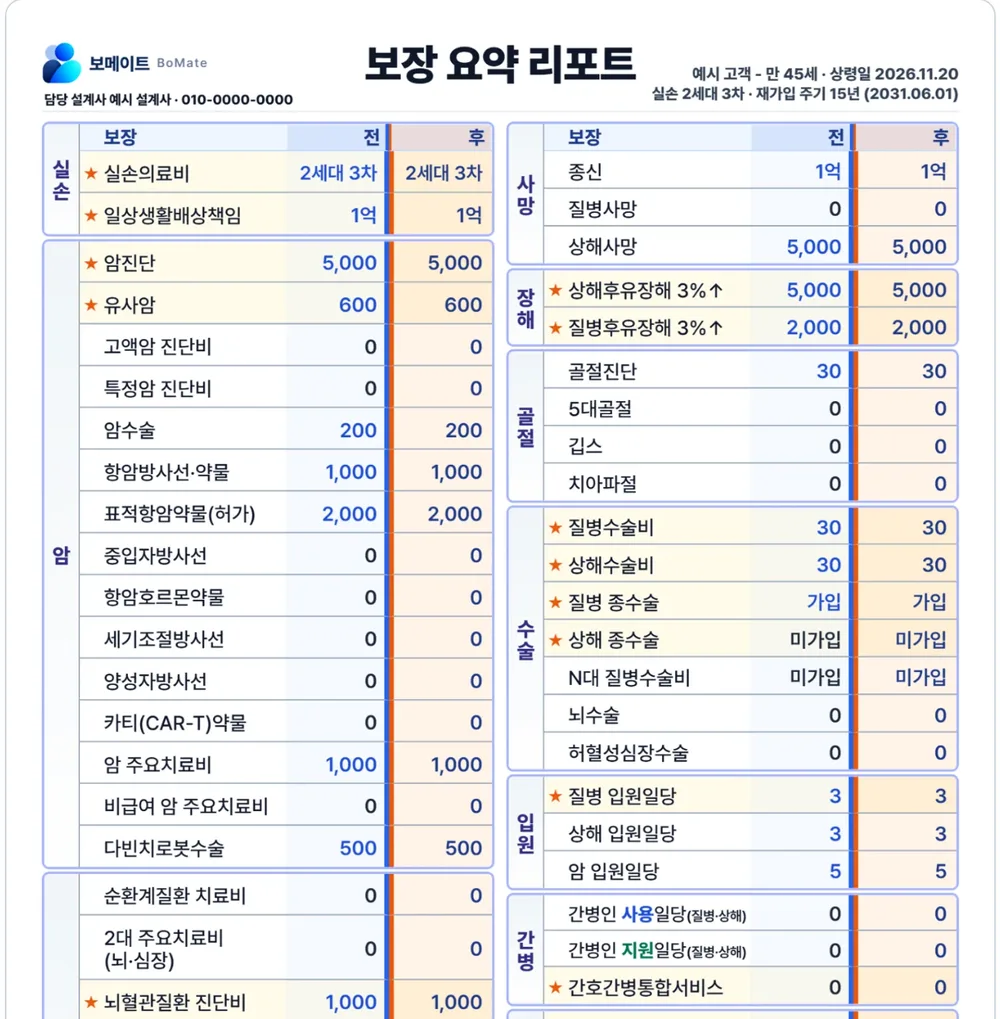 보메이트 BoMate
보장 요약 리포트
담당 설계사 예시 설계사 · 010-0000-0000
예시 고객 - 만 45세 · 상령일 2026.11.20
실손 2세대 3차 · 재가입 주기 15년 (2031.06.01)
실손
보장 전 후
★ 실손의료비 2세대 3차 2세대 3차
★ 일상생활배상책임 1억 1억
암
★ 암진단 5,000 5,000
★ 유사암 600 600
고액암 진단비 0 0
특정암 진단비 0 0
암수술 200 200
항암방사선·약물 1,000 1,000
표적항암약물(허가) 2,000 2,000
중입자방사선 0 0
항암호르몬약물 0 0
세기조절방사선 0 0
양성자방사선 0 0
카티(CAR-T)약물 0 0
암 주요치료비 1,000 1,000
비급여 암 주요치료비 0 0
다빈치로봇수술 500 500
순환계질환 치료비 0 0
2대 주요치료비
(뇌·심장) 0 0
★ 뇌혈관질환 진단비 1,000 1,000
사망
보장 전 후
종신 1억 1억
질병사망 0 0
상해사망 5,000 5,000
장해
★ 상해후유장해 3%↑ 5,000 5,000
★ 질병후유장해 3%↑ 2,000 2,000
골절
골절진단 30 30
5대골절 0 0
깁스 0 0
치아파절 0 0
수술
★ 질병수술비 30 30
★ 상해수술비 30 30
★ 질병 종수술 가입 가입
★ 상해 종수술 미가입 미가입
N대 질병수술비 미가입 미가입
뇌수술 0 0
허혈성심장수술 0 0
입원
★ 질병 입원일당 3 3
상해 입원일당 3 3
암 입원일당 5 5
간병
간병인 사용일당(질병·상해) 0 0
간병인 지원일당(질병·상해) 0 0
★ 간호간병통합서비스 0 0